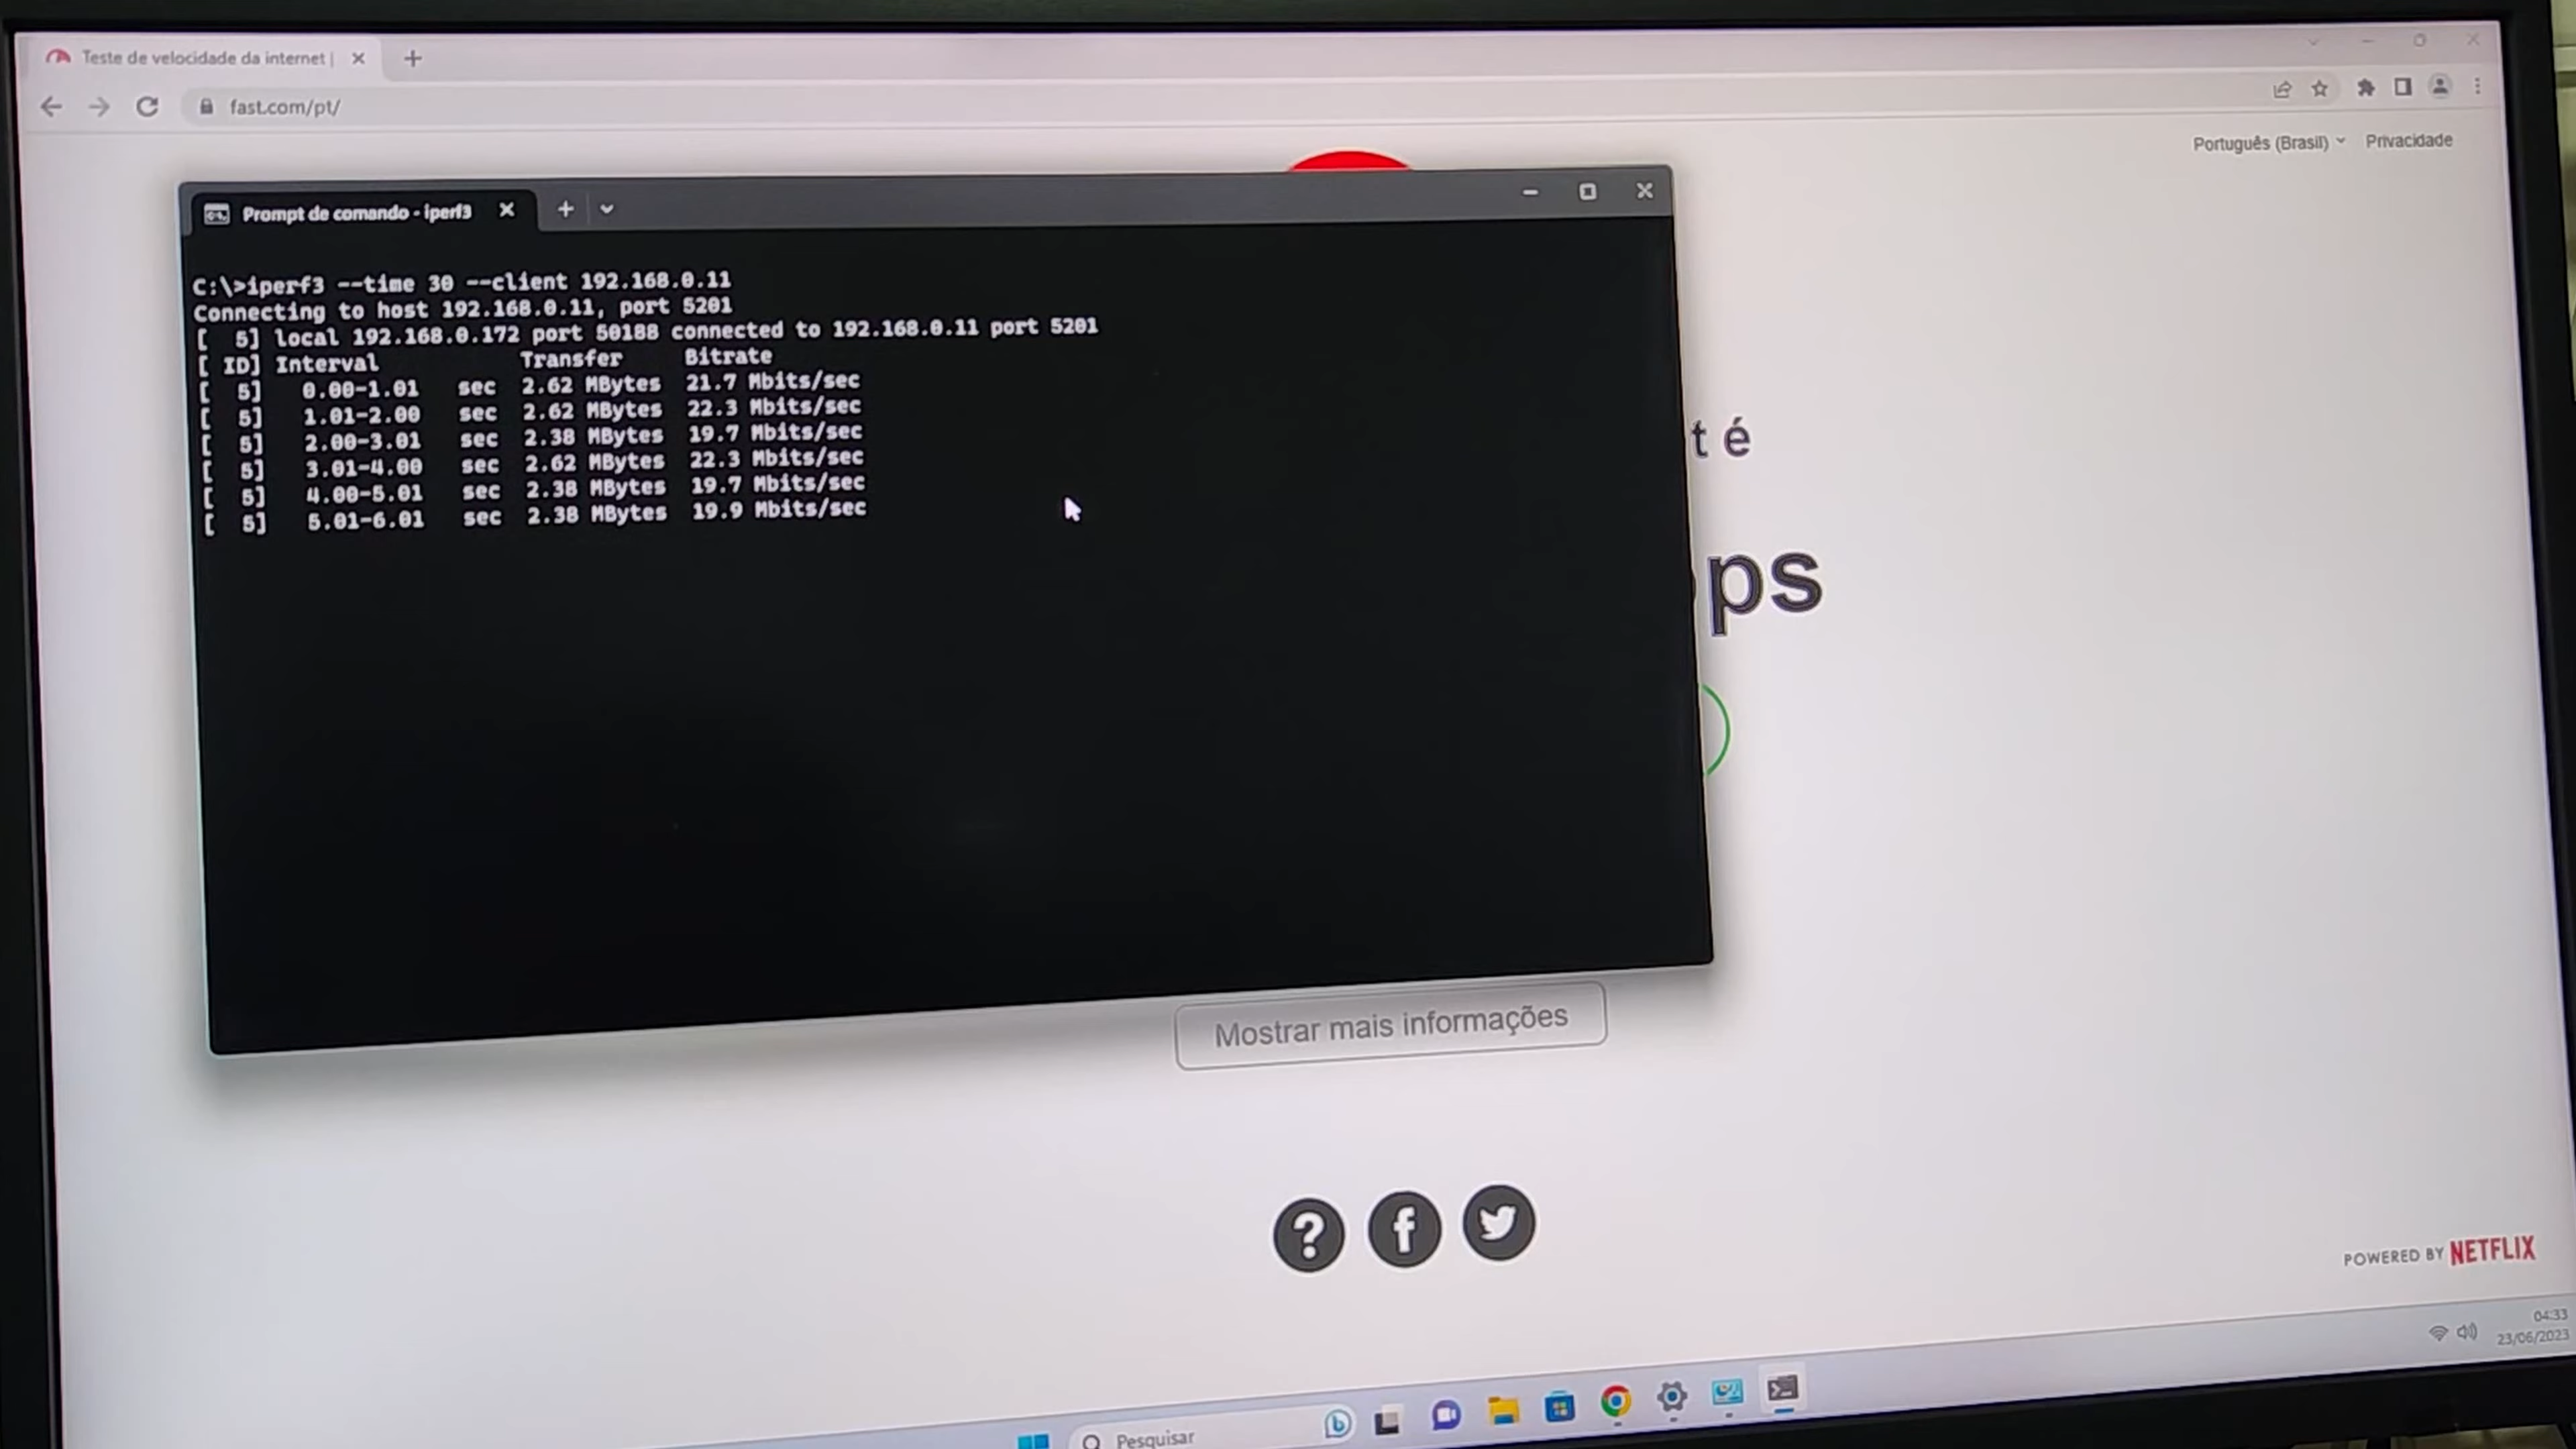 Teste de velocidade da internet |
fast.com/pt/
Português (Brasil)
Privacidade
Prompt de comando - iperf3
C:\>iperf3 --time 30 --client 192.168.0.11
Connecting to host 192.168.0.11, port 5201
[  5] local 192.168.0.172 port 50188 connected to 192.168.0.11 port 5201
[ ID] Interval           Transfer     Bitrate
[  5]   0.00-1.01   sec  2.62 MBytes  21.7 Mbits/sec
[  5]   1.01-2.00   sec  2.62 MBytes  22.3 Mbits/sec
[  5]   2.00-3.01   sec  2.38 MBytes  19.7 Mbits/sec
[  5]   3.01-4.00   sec  2.62 MBytes  22.3 Mbits/sec
[  5]   4.00-5.01   sec  2.38 MBytes  19.7 Mbits/sec
[  5]   5.01-6.01   sec  2.38 MBytes  19.9 Mbits/sec
t é
ps
Mostrar mais informações
POWERED BY NETFLIX
04:33
23/06/2023
Pesquisar